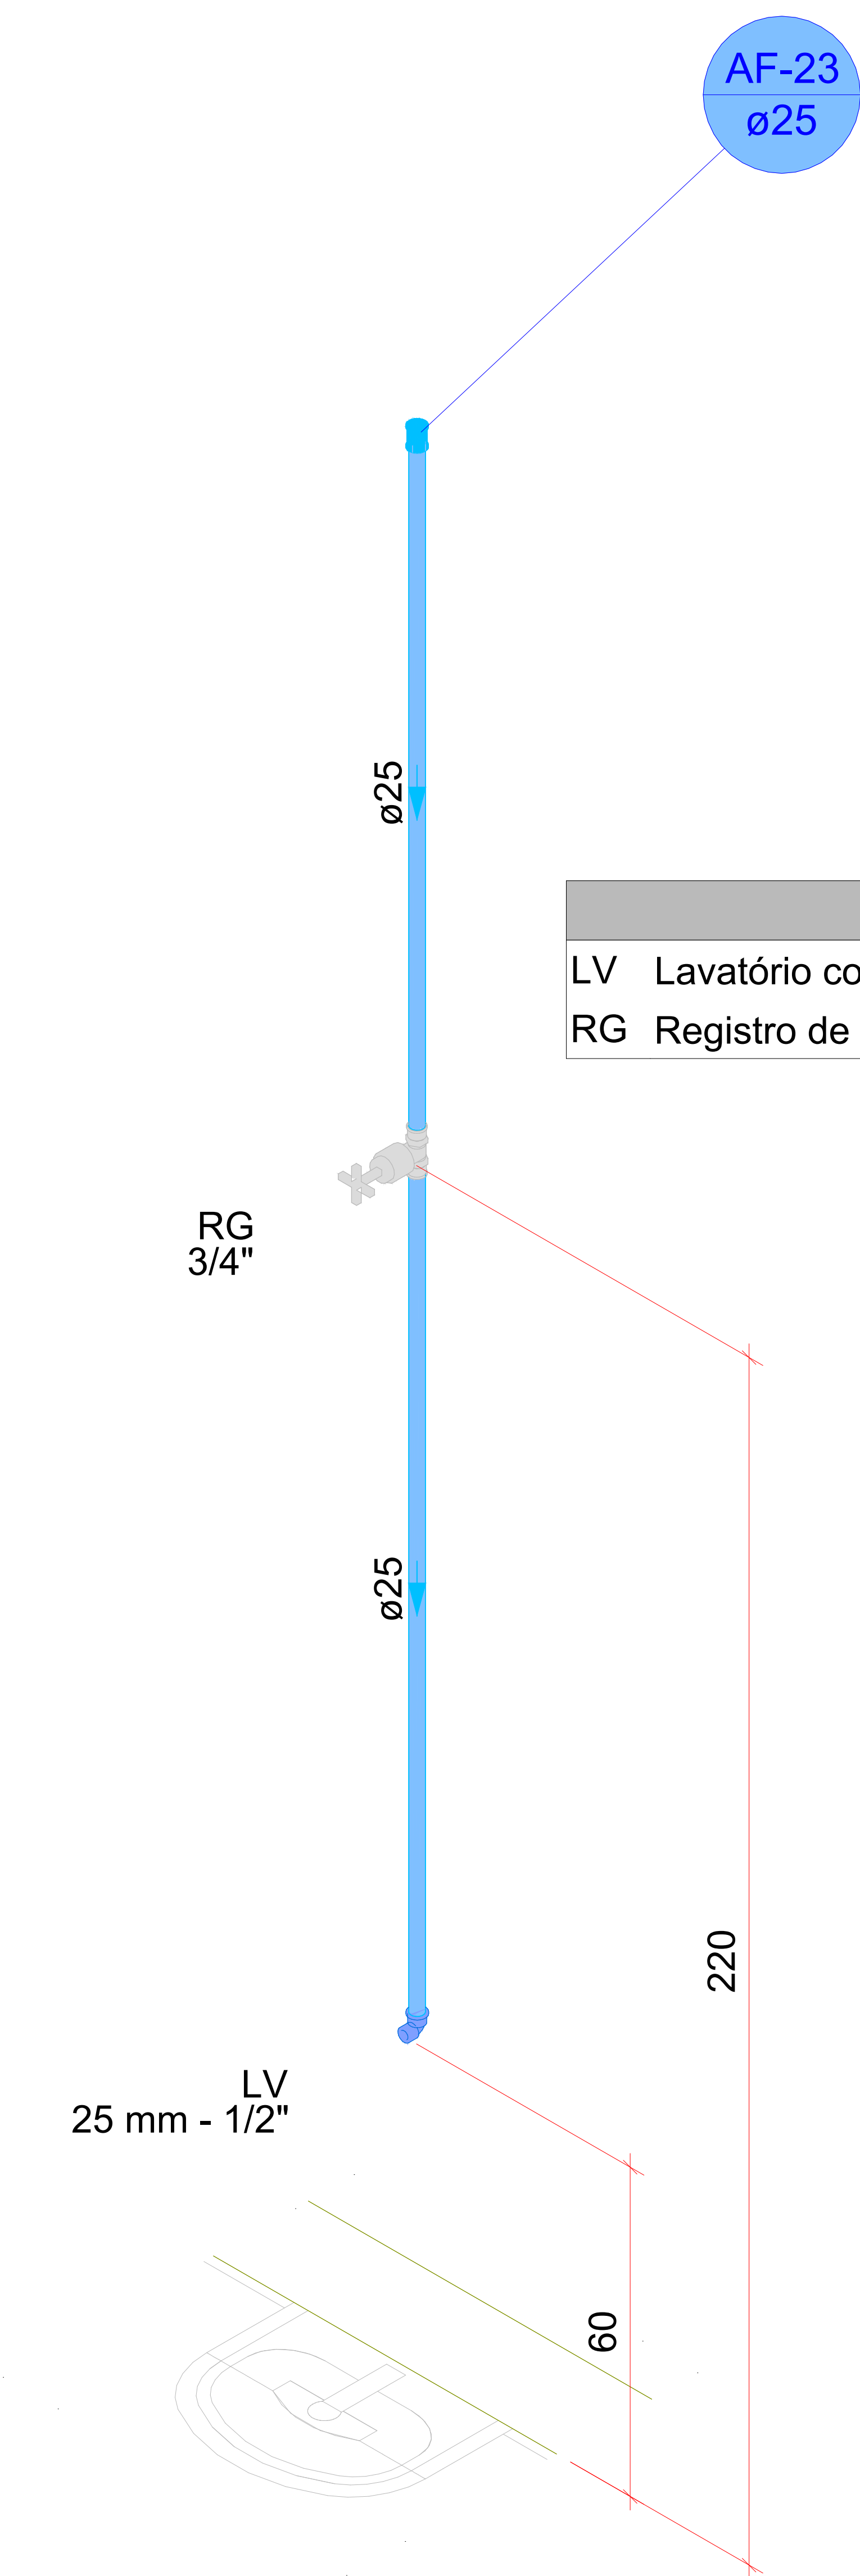 AF-23
ø25
ø25
LV Lavatório
RG Registro de
RG
3/4"
ø25
220
LV
25 mm - 1/2"
60